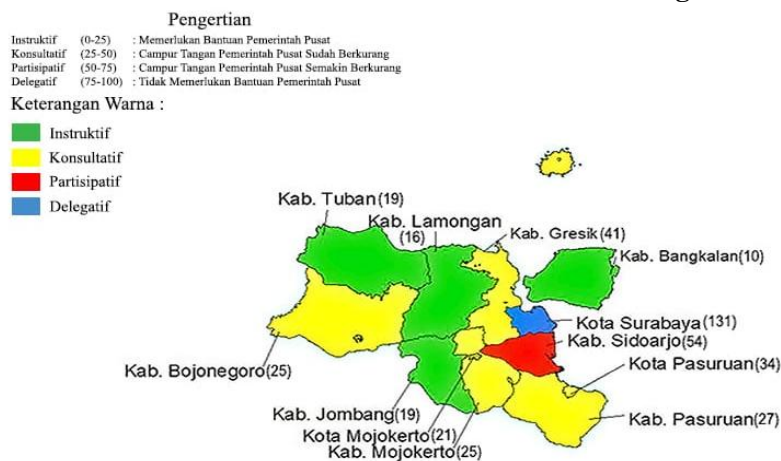 Pengertian
Instruktif (0-25) : Memerlukan Bantuan Pemerintah Pusat
Konsultatif (25-50) : Campur Tangan Pemerintah Pusat Sudah Berkurang
Partisipatif (50-75) : Campur Tangan Pemerintah Pusat Semakin Berkurang
Delegatif (75-100) : Tidak Memerlukan Bantuan Pemerintah Pusat
Keterangan Warna :
Instruktif
Konsultatif
Partisipatif
Delegatif
Kab. Tuban(19)
Kab. Lamongan
(16)
Kab. Gresik(41)
Kab. Bangkalan(10)
Kota Surabaya(131)
Kab. Sidoarjo(54)
Kota Pasuruan(34)
Kab. Bojonegoro(25)
Kab. Jombang(19)
Kab. Pasuruan(27)
Kota Mojokerto(21)
Kab. Mojokerto(25)